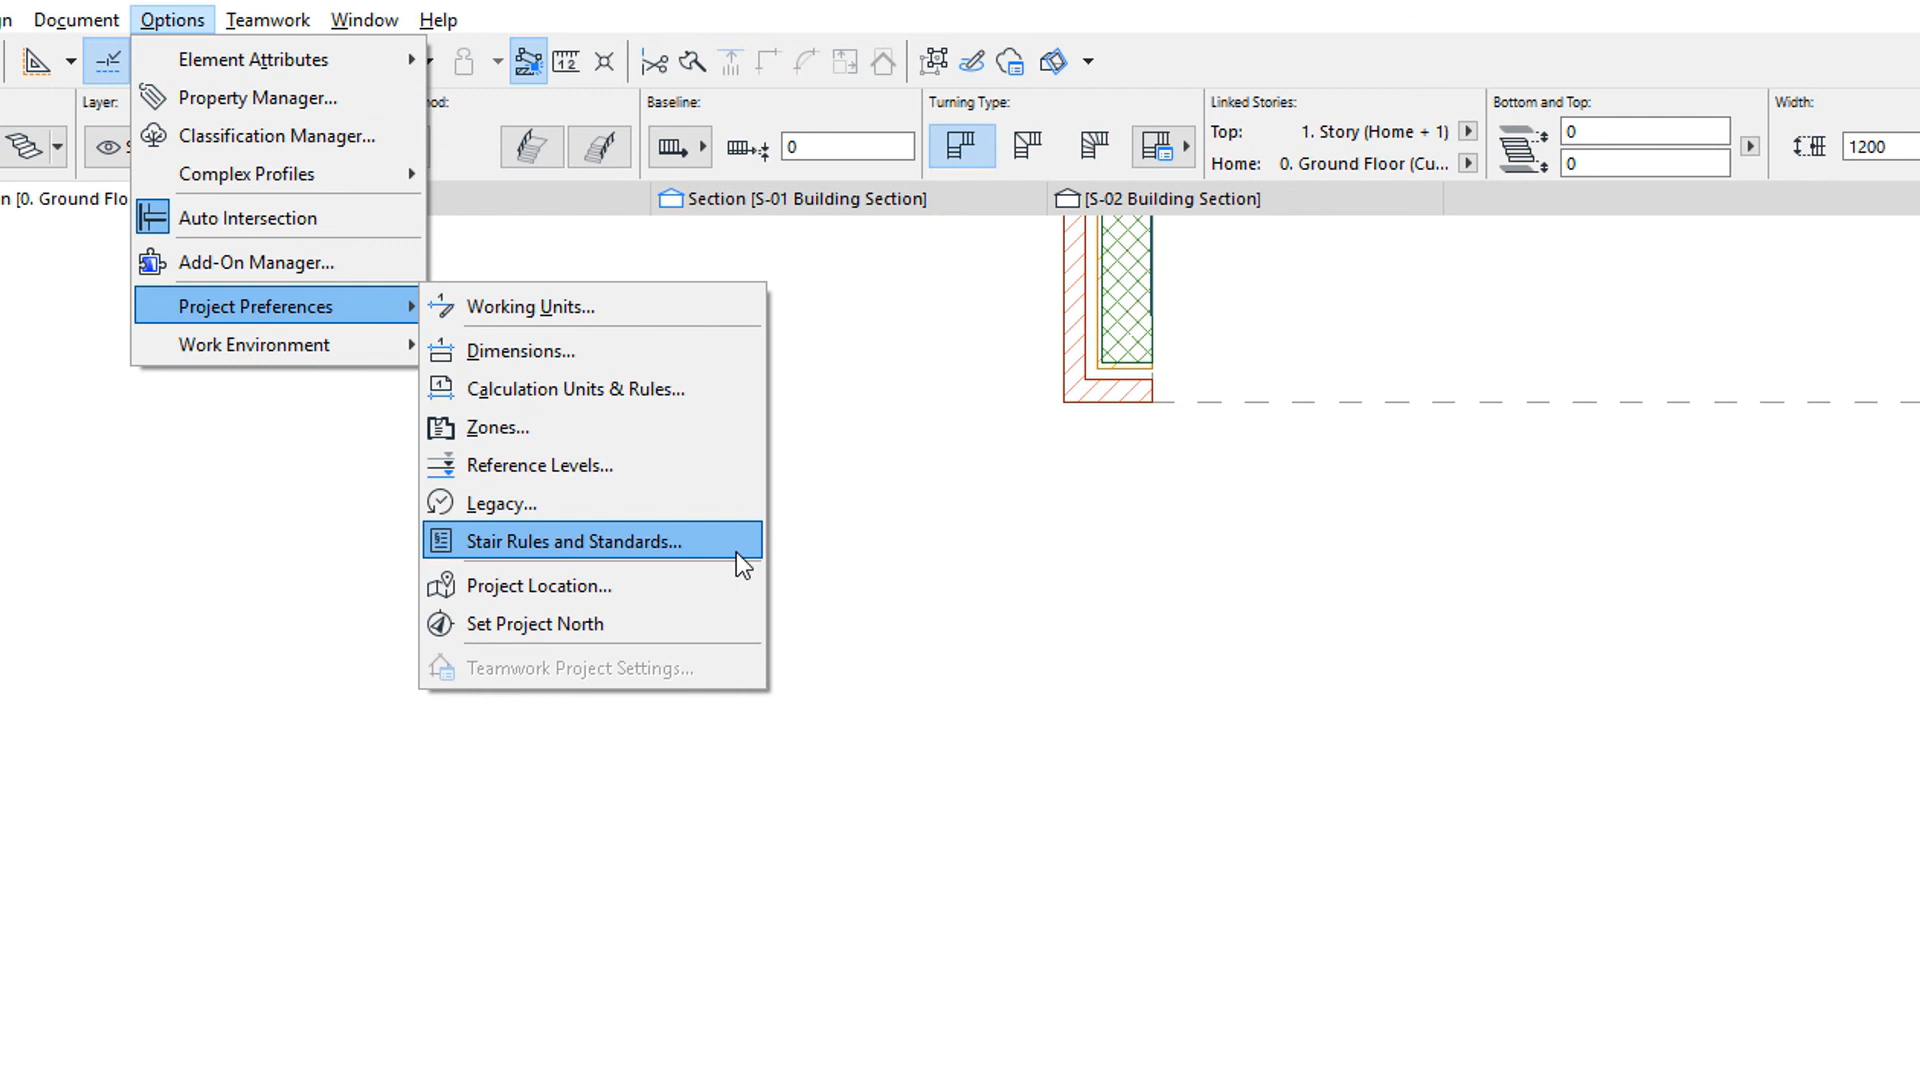 Document Options Teamwork Window Help
Layer:
Baseline:
Turning Type:
Linked Stories:
Bottom and Top:
Width:
0
Top: 1. Story (Home + 1)
Home: 0. Ground Floor (Cu...
0
0
1200
n [0. Ground Flo
Section [S-01 Building Section]
[S-02 Building Section]
Element Attributes
Property Manager...
Classification Manager...
Complex Profiles
Auto Intersection
Add-On Manager...
Project Preferences
Work Environment
Working Units...
Dimensions...
Calculation Units & Rules...
Zones...
Reference Levels...
Legacy...
Stair Rules and Standards...
Project Location...
Set Project North
Teamwork Project Settings...